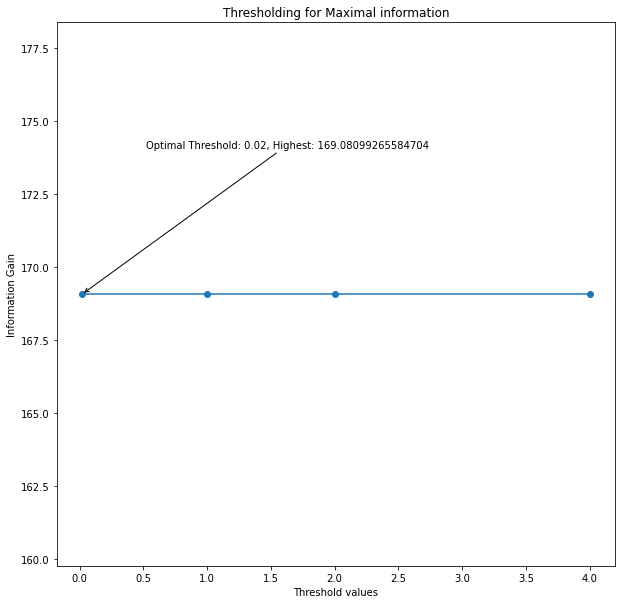 Thresholding for Maximal information
177.5
175.0
Optimal Threshold: 0.02, Highest: 169.08099265584704
172.5
170.0
Information Gain
167.5
165.0
162.5
160.0
0.0 0.5 1.0 1.5 2.0 2.5 3.0 3.5 4.0
Threshold values